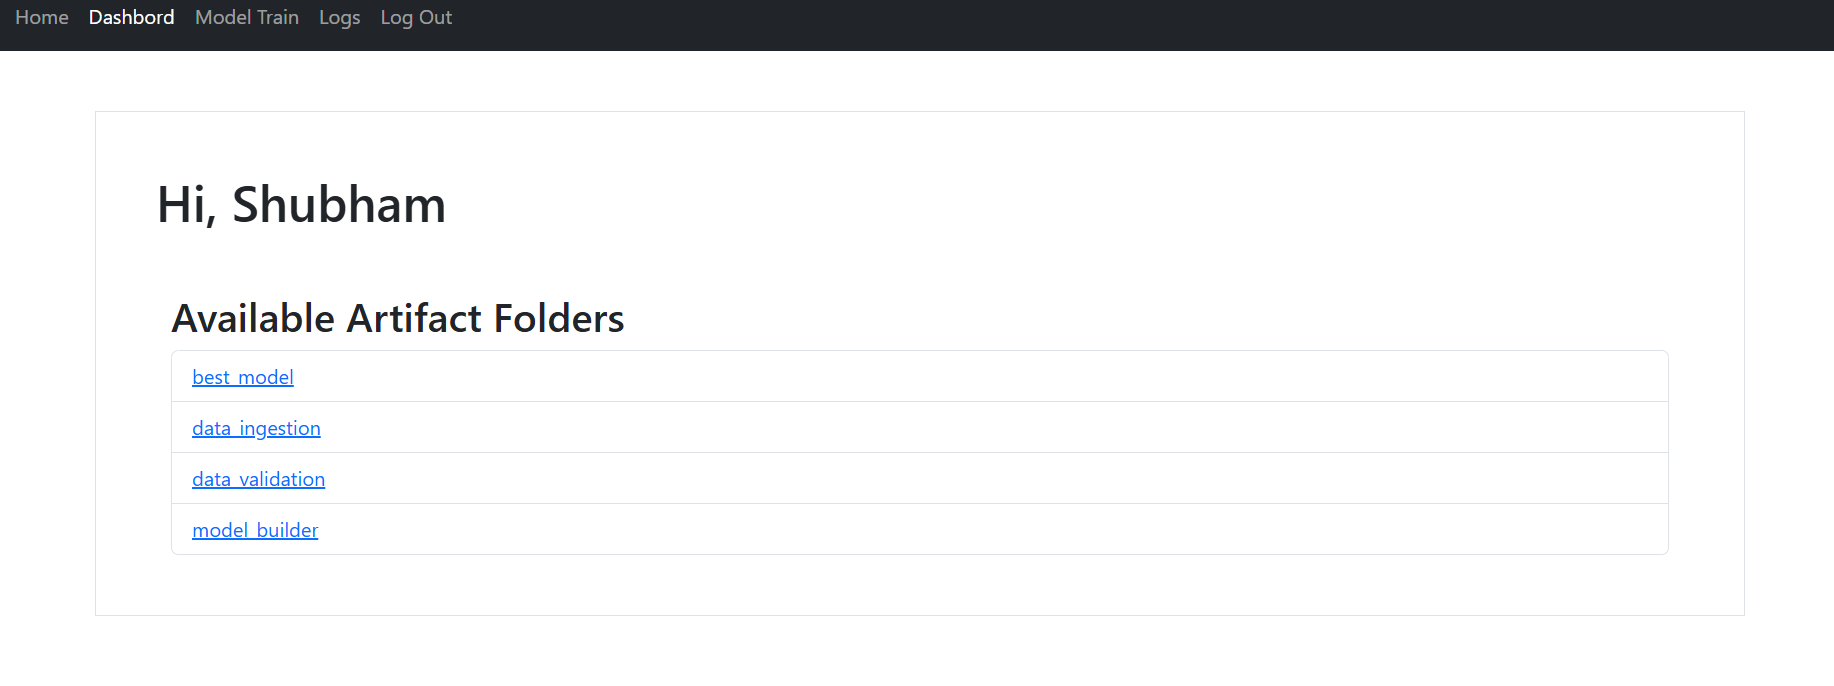 Home Dashbord Model Train Logs Log Out
Hi, Shubham
Available Artifact Folders
best_model
data_ingestion
data_validation
model_builder